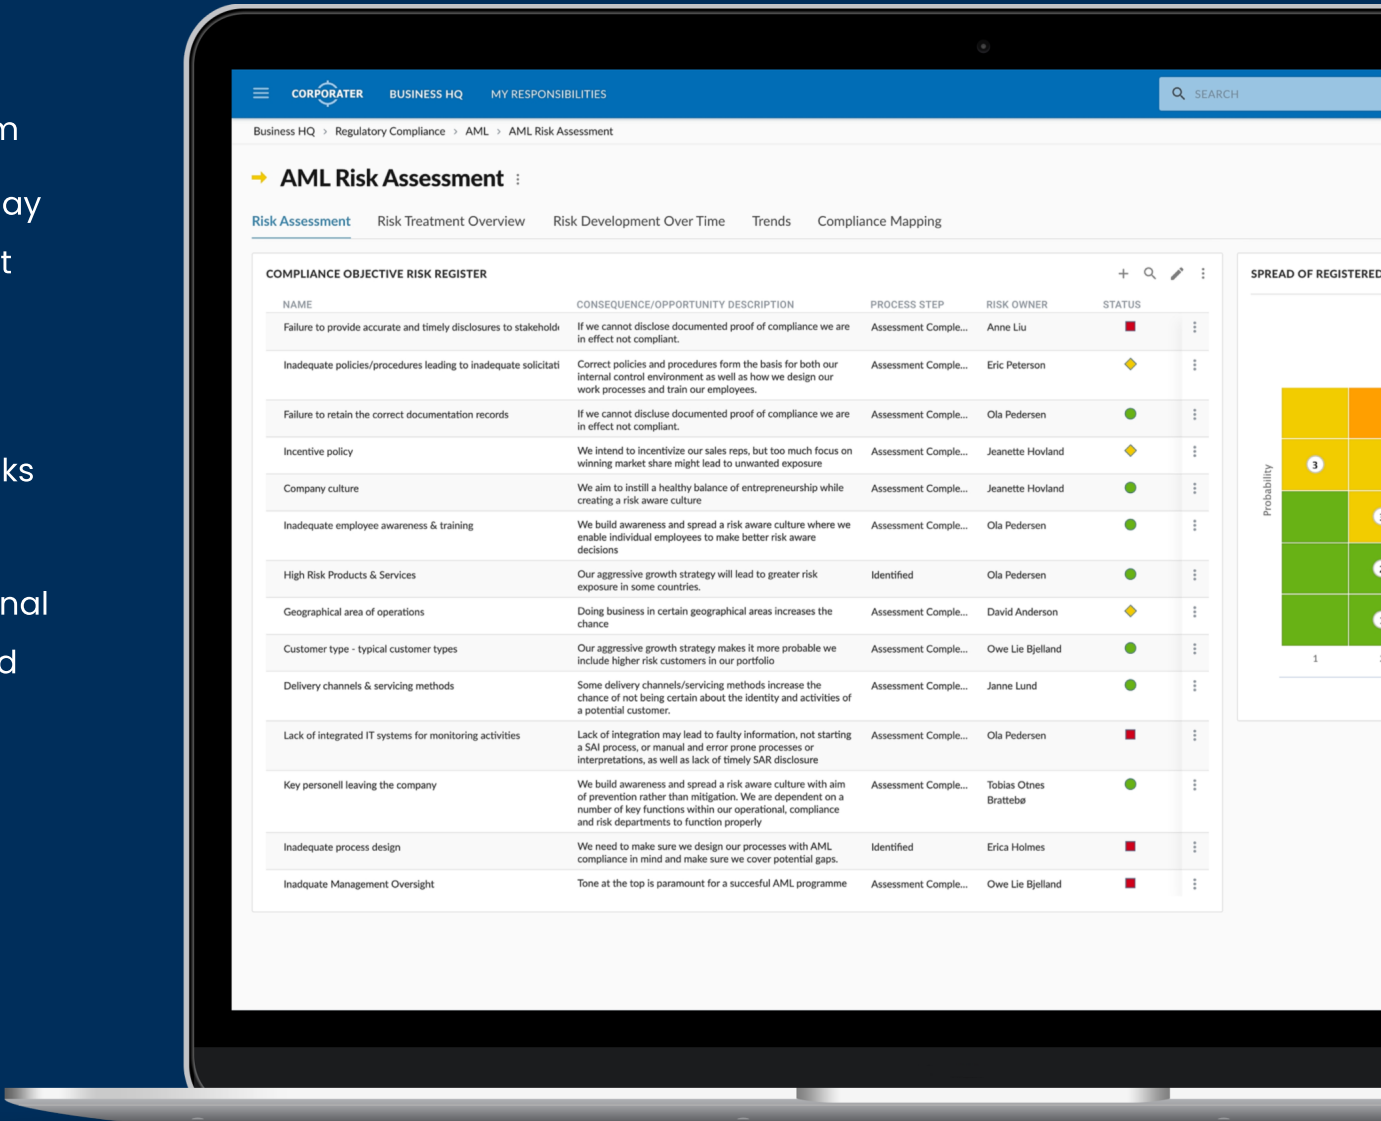 m
ay
t
ks
nal
d
CORPORATER BUSINESS HQ MY RESPONSIBILITIES SEARCH
Business HQ > Regulatory Compliance > AML > AML Risk Assessment
AML Risk Assessment
Risk Assessment Risk Treatment Overview Risk Development Over Time Trends Compliance Mapping
COMPLIANCE OBJECTIVE RISK REGISTER
NAME CONSEQUENCE/OPPORTUNITY DESCRIPTION PROCESS STEP RISK OWNER STATUS
Failure to provide accurate and timely disclosures to stakehold If we cannot disclose documented proof of compliance we are Assessment Comple... Anne Liu
in effect not compliant.
Inadequate policies/procedures leading to inadequate solicitati Correct policies and procedures form the basis for both our Assessment Comple... Eric Peterson
internal control environment as well as how we design our
work processes and train our employees.
Failure to retain the correct documentation records If we cannot discluse documented proof of compliance we are Assessment Comple... Ola Pedersen
in effect not compliant.
Incentive policy We intend to incentivize our sales reps, but too much focus on Assessment Comple... Jeanette Hovland
winning market share might lead to unwanted exposure
Company culture We aim to instill a healthy balance of entrepreneurship while Assessment Comple... Jeanette Hovland
creating a risk aware culture
Inadequate employee awareness & training We build awareness and spread a risk aware culture where we Assessment Comple... Ola Pedersen
enable individual employees to make better risk aware
decisions
High Risk Products & Services Our aggressive growth strategy will lead to greater risk Identified Ola Pedersen
exposure in some countries.
Geographical area of operations Doing business in certain geographical areas increases the Assessment Comple... David Anderson
chance
Customer type - typical customer types Our aggressive growth strategy makes it more probable we Assessment Comple... Owe Lie Bjelland
include higher risk customers in our portfolio
Delivery channels & servicing methods Some delivery channels/servicing methods increase the Assessment Comple... Janne Lund
chance of not being certain about the identity and activities of
a potential customer.
Lack of integrated IT systems for monitoring activities Lack of integration may lead to faulty information, not starting Assessment Comple... Ola Pedersen
a SAI process, or manual and error prone processes or
interpretations, as well as lack of timely SAR disclosure
Key personell leaving the company We build awareness and spread a risk aware culture with aim Assessment Comple... Tobias Otnes
of prevention rather than mitigation. We are dependent on a Brattebø
number of key functions within our operational, compliance
and risk departments to function properly
Inadequate process design We need to make sure we design our processes with AML Identified Erica Holmes
compliance in mind and make sure we cover potential gaps.
Inadquate Management Oversight Tone at the top is paramount for a succesful AML programme Assessment Comple... Owe Lie Bjelland
SPREAD OF REGISTERED
Probability
3
1